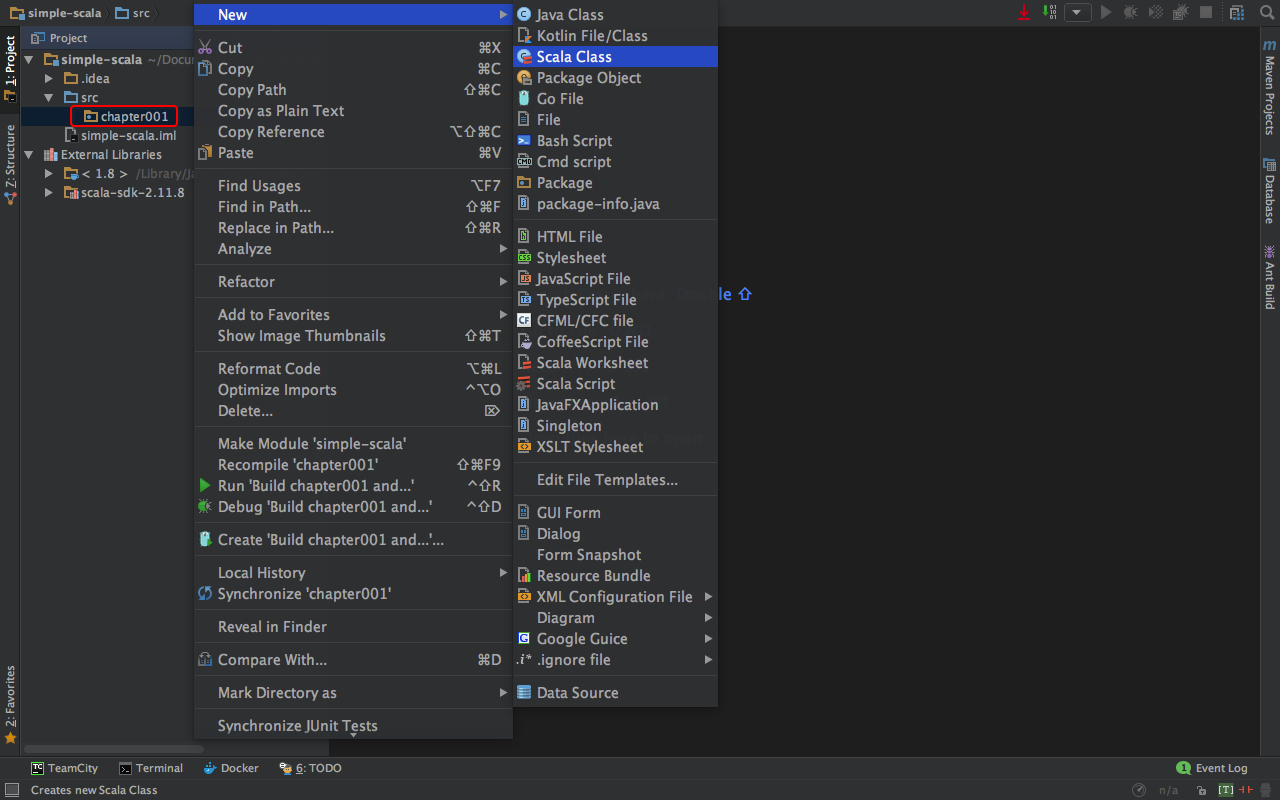 simple-scala src
1: Project
Z: Structure
2: Favorites
Project
simple-scala ~/Docu
.idea
src
chapter001
simple-scala.iml
External Libraries
< 1.8 > /Library/Ja
scala-sdk-2.11.8
New
Cut ⌘X
Copy ⌘C
Copy Path ⇧⌘C
Copy as Plain Text
Copy Reference ⌥⇧⌘C
Paste ⌘V
Find Usages ⌥F7
Find in Path... ⇧⌘F
Replace in Path... ⇧⌘R
Analyze
Refactor
Add to Favorites
Show Image Thumbnails ⇧⌘T
Reformat Code ⌥⌘L
Optimize Imports ^⌥O
Delete... ⌦
Make Module 'simple-scala'
Recompile 'chapter001' ⇧⌘F9
Run 'Build chapter001 and...' ^⇧R
Debug 'Build chapter001 and...' ^⇧D
Create 'Build chapter001 and...'...
Local History
Synchronize 'chapter001'
Reveal in Finder
Compare With... ⌘D
Mark Directory as
Synchronize JUnit Tests
Java Class
Kotlin File/Class
Scala Class
Package Object
Go File
File
Bash Script
Cmd script
Package
package-info.java
HTML File
Stylesheet
JavaScript File
TypeScript File
CFML/CFC file
CoffeeScript File
Scala Worksheet
Scala Script
JavaFXApplication
Singleton
XSLT Stylesheet
Edit File Templates...
GUI Form
Dialog
Form Snapshot
Resource Bundle
XML Configuration File
Diagram
Google Guice
.ignore file
Data Source
le ⇧
Maven Projects
Database
Ant Build
TeamCity Terminal Docker 6: TODO 1 Event Log
Creates new Scala Class n/a [T]